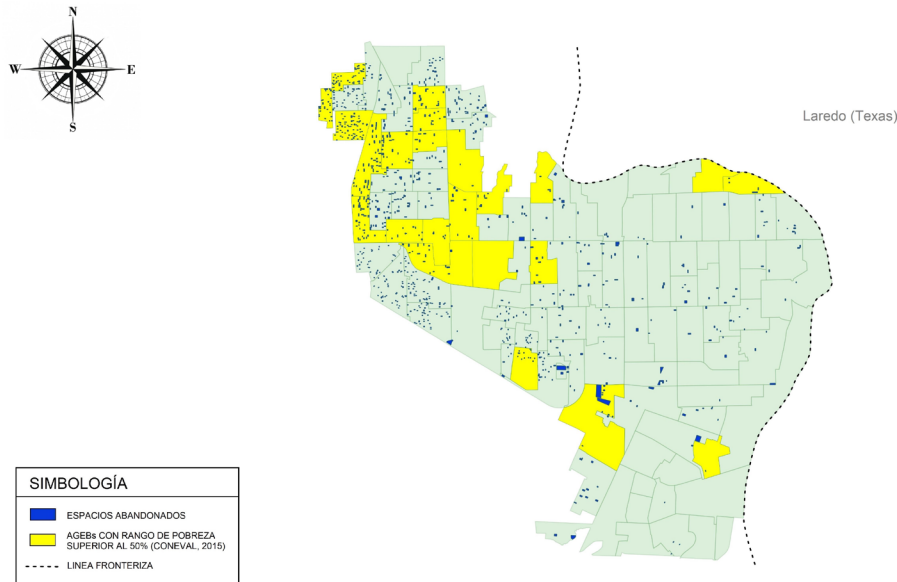 N
W E
S
Laredo (Texas)
SIMBOLOGÍA
ESPACIOS ABANDONADOS
AGEBs CON RANGO DE POBREZA
SUPERIOR AL 50% (CONEVAL, 2015)
LINEA FRONTERIZA